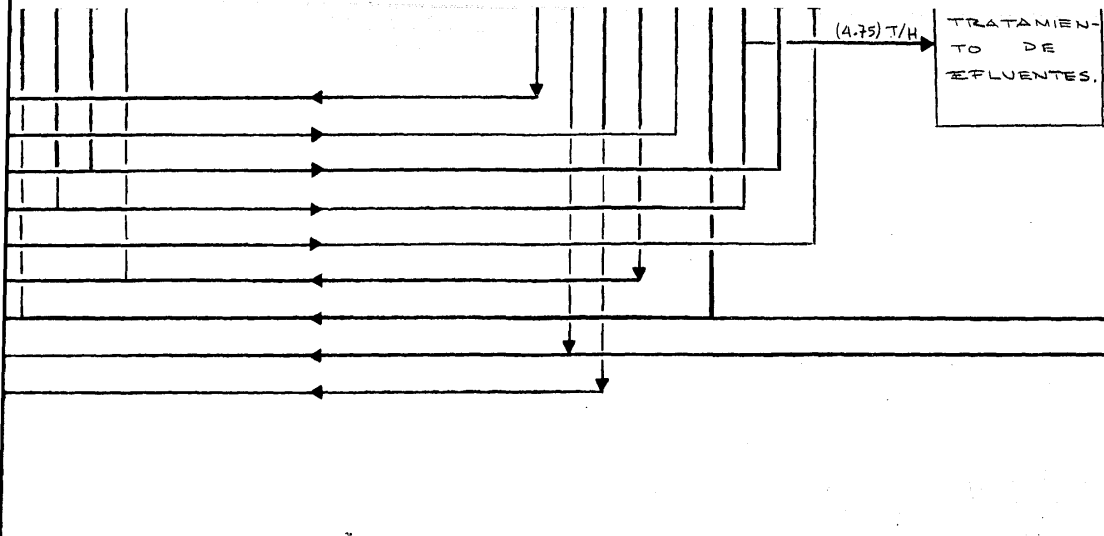 (4.75) T/H
TRATAMIEN-
TO DE
EFLUENTES.